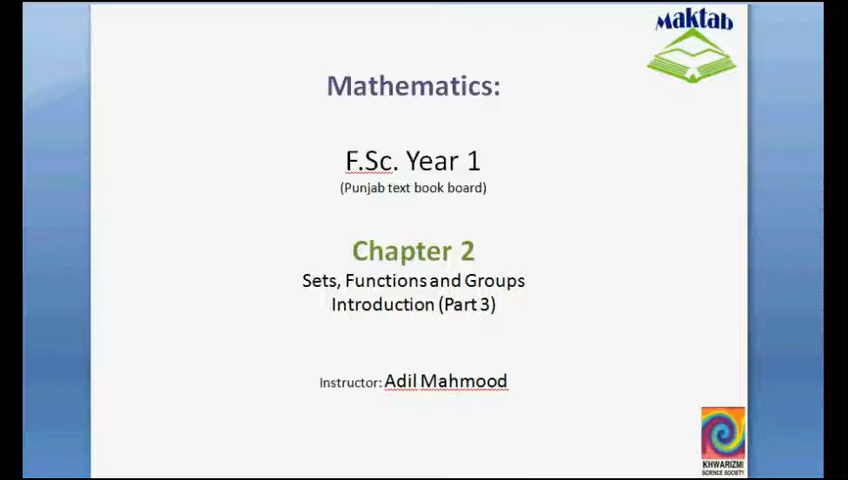 Maktab
Mathematics:
F.Sc. Year 1
(Punjab text book board)
Chapter 2
Sets, Functions and Groups
Introduction (Part 3)
Instructor: Adil Mahmood
KHWARIZMI
SCIENCE SOCIETY